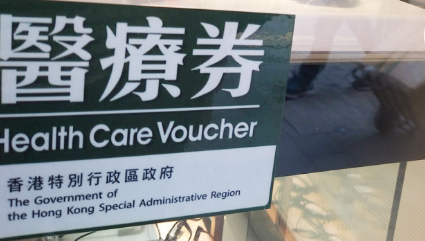 醫療券
Health Care Voucher
香港特別行政區政府
The Government of
the Hong Kong Special Administrative Region